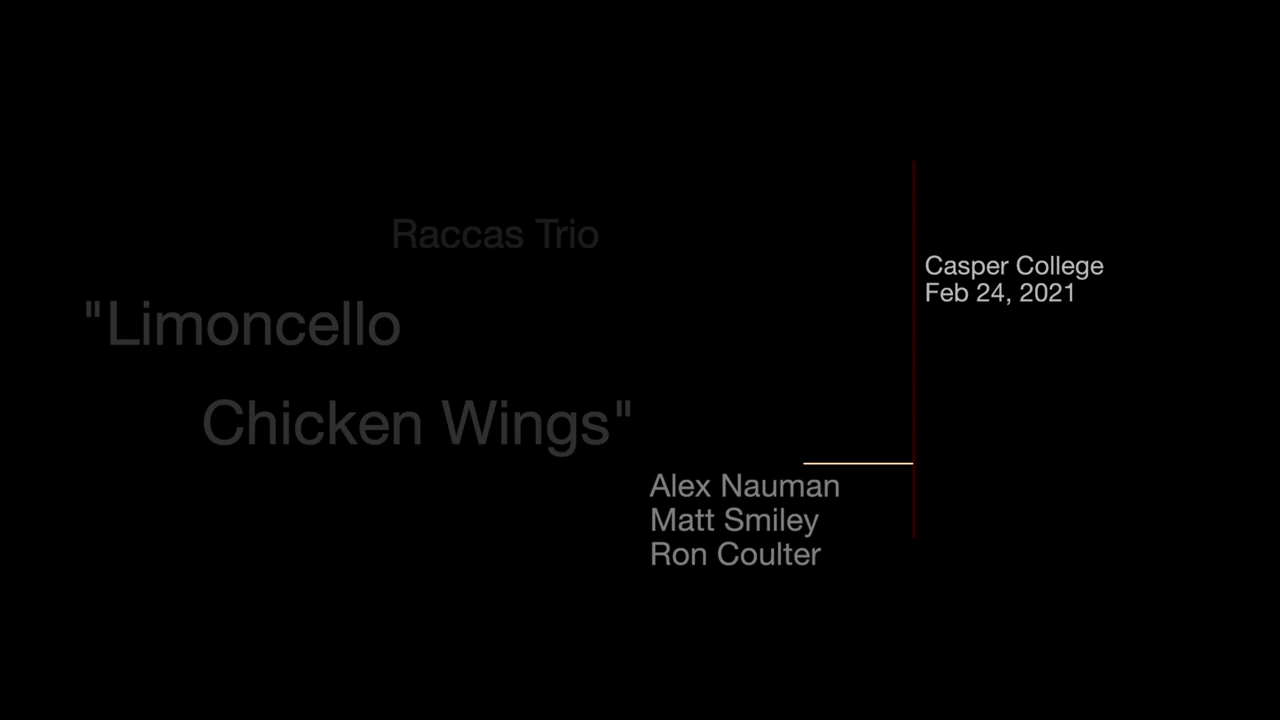 Raccas Trio
"Limoncello
Chicken Wings"
Alex Nauman
Matt Smiley
Ron Coulter
Casper College
Feb 24, 2021